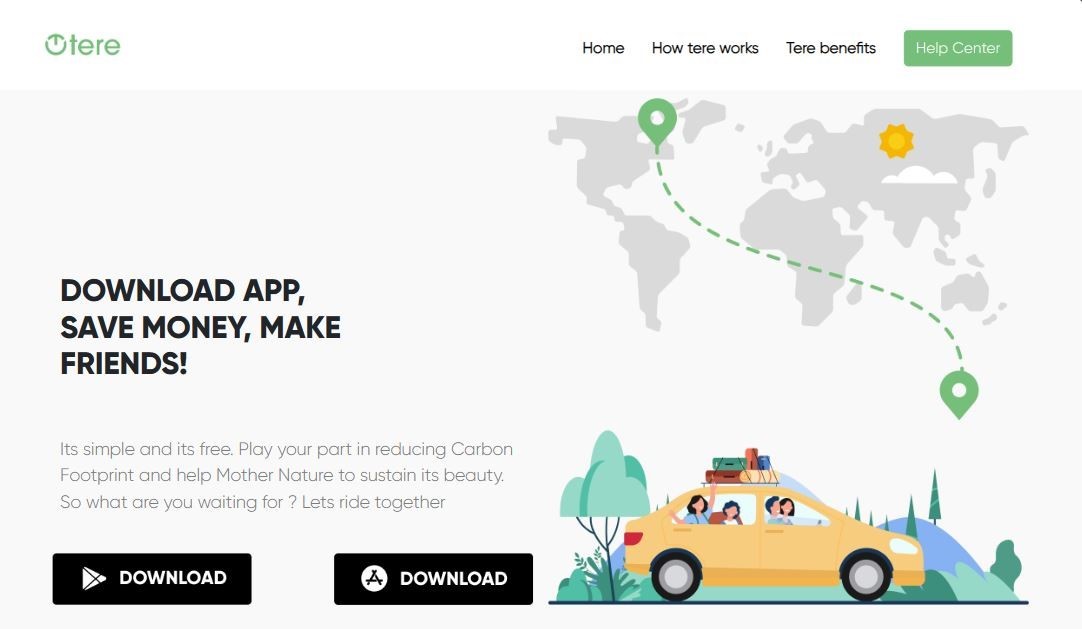 tere
Home
How tere works
Tere benefits
Help Center
DOWNLOAD APP,
SAVE MONEY, MAKE
FRIENDS!
Its simple and its free. Play your part in reducing Carbon
Footprint and help Mother Nature to sustain its beauty.
So what are you waiting for ? Lets ride together
DOWNLOAD
DOWNLOAD